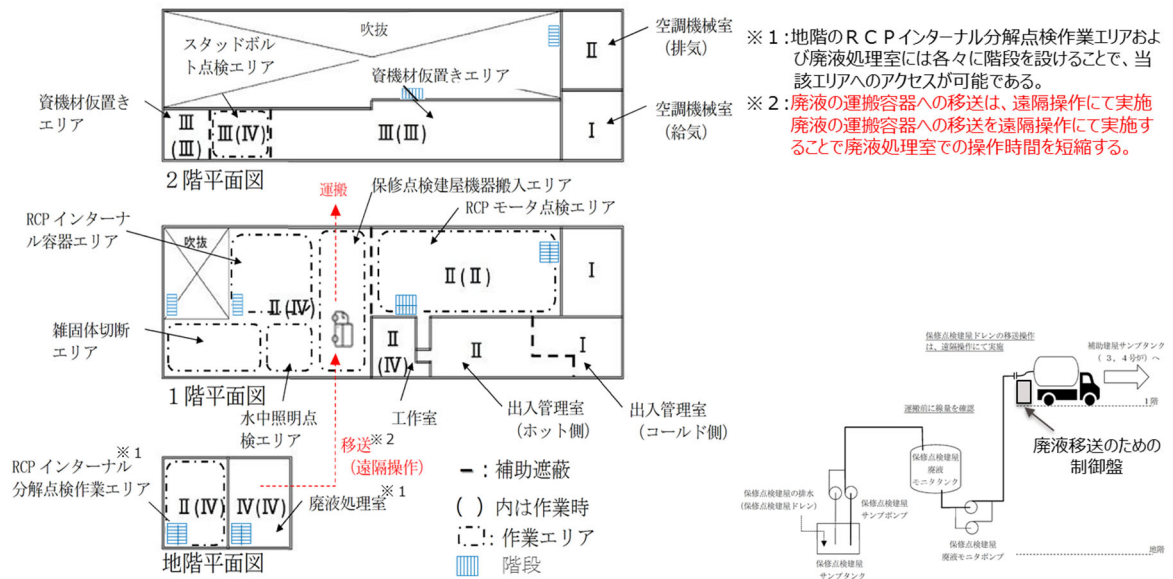 吹抜
スタッドボル
ト点検エリア
資機材仮置きエリア
資機材仮置き
エリア
Ⅲ
(Ⅲ)
Ⅲ(Ⅳ)
Ⅲ(Ⅲ)
Ⅱ
Ⅰ
空調機械室
(排気)
空調機械室
(給気)
2階平面図
※1:地階のRCPインターナル分解点検作業エリアおよ
び廃液処理室には各々に階段を設けることで、当
該エリアへのアクセスが可能である。
※2:廃液の運搬容器への移送は、遠隔操作にて実施
廃液の運搬容器への移送を遠隔操作にて実施す
ることで廃液処理室での操作時間を短縮する。
運搬
保修点検建屋機器搬入エリア
RCPモータ点検エリア
RCPインターナ
ル容器エリア
吹抜
Ⅱ(Ⅳ)
Ⅱ(Ⅱ)
Ⅰ
雑固体切断
エリア
Ⅱ
(Ⅳ)
Ⅱ
Ⅰ
1階平面図
水中照明点
検エリア
工作室
出入管理室
(ホット側)
出入管理室
(コールド側)
移送※2
(遠隔操作)
RCPインターナル※1
分解点検作業エリア
Ⅱ(Ⅳ)
Ⅳ(Ⅳ)
廃液処理室※1
地階平面図
:補助遮蔽
( )内は作業時
:作業エリア
階段
保修点検建屋ドレンの移送操作
は、遠隔操作にて実施
補助建屋サンプタンク
(3,4号炉)へ
1階
運搬前に線量を確認
廃液移送のための
制御盤
保修点検建屋
廃液
モニタタンク
保修点検建屋の排水
(保修点検建屋ドレン)
保修点検建屋
サンプポンプ
保修点検建屋
廃液モニタポンプ
地階
保修点検建屋
サンプタンク